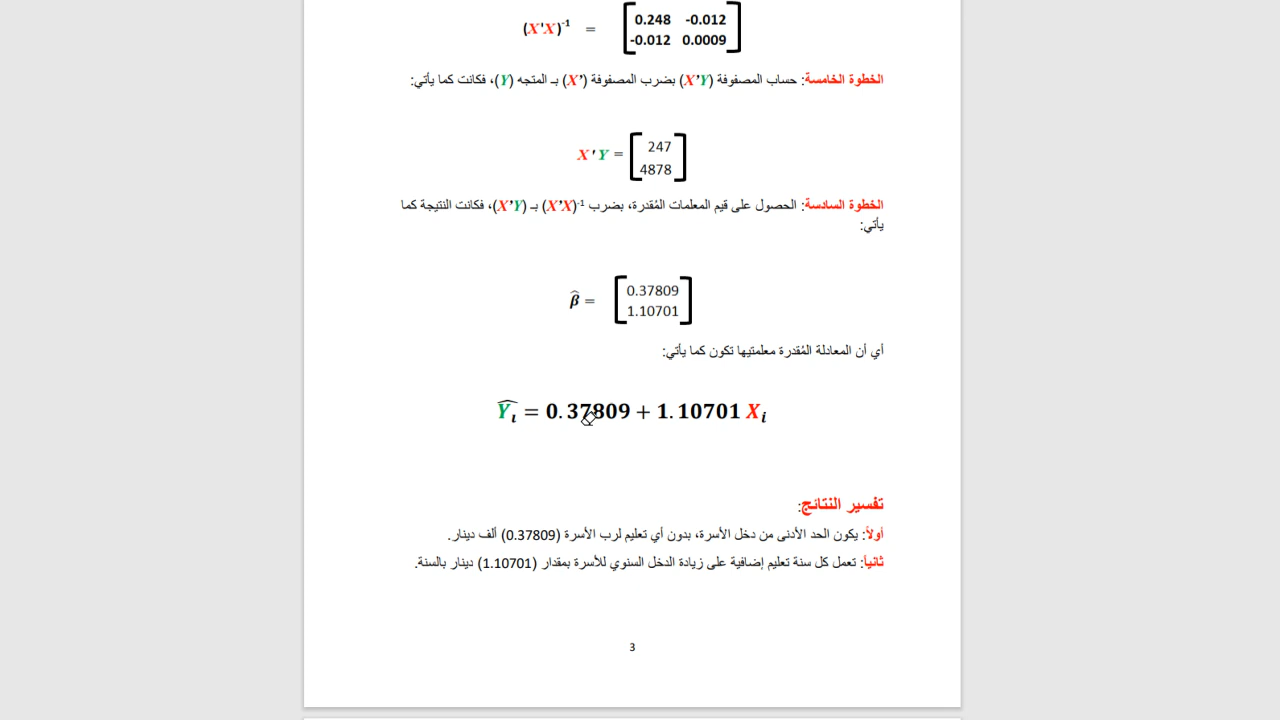 (X'X)-1 = [0.248 -0.012
-0.012 0.0009]
الخطوة الخامسة: حساب المصفوفة (X’Y) بضرب المصفوفة (X’) بـ المتجه (Y)، فكانت كما يأتي:
X'Y = [247
4878]
الخطوة السادسة: الحصول على قيم المعلمات المُقدرة، بضرب (X’X)-1 بـ (X’Y)، فكانت النتيجة كما
يأتي:
β̂ = [0.37809
1.10701]
أي أن المعادلة المُقدرة معلمتيها تكون كما يأتي:
Ŷι = 0.37809 + 1.10701 Xi
تفسير النتائج:
أولاً: يكون الحد الأدنى من دخل الأسرة، بدون أي تعليم لرب الأسرة (0.37809) ألف دينار.
ثانياً: تعمل كل سنة تعليم إضافية على زيادة الدخل السنوي للأسرة بمقدار (1.10701) دينار بالسنة.
3